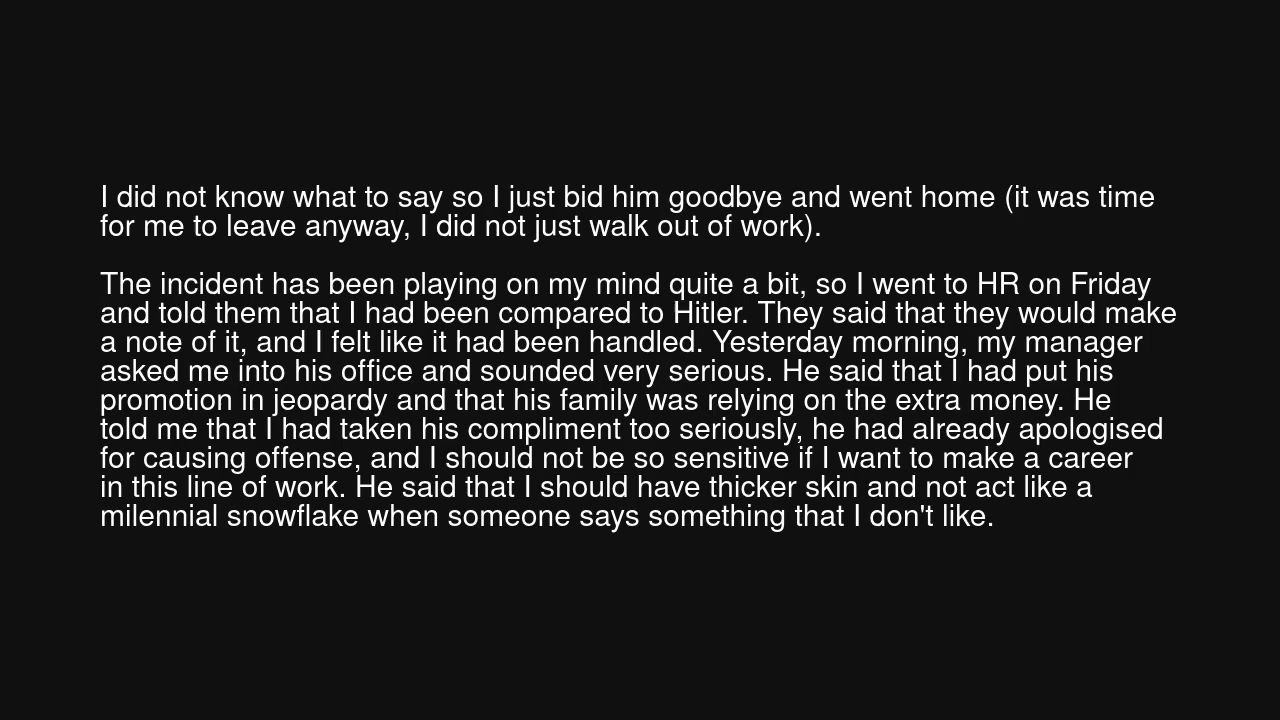 I did not know what to say so I just bid him goodbye and went home (it was time
for me to leave anyway, I did not just walk out of work).
The incident has been playing on my mind quite a bit, so I went to HR on Friday
and told them that I had been compared to Hitler. They said that they would make
a note of it, and I felt like it had been handled. Yesterday morning, my manager
asked me into his office and sounded very serious. He said that I had put his
promotion in jeopardy and that his family was relying on the extra money. He
told me that I had taken his compliment too seriously, he had already apologised
for causing offense, and I should not be so sensitive if I want to make a career
in this line of work. He said that I should have thicker skin and not act like a
milennial snowflake when someone says something that I don't like.